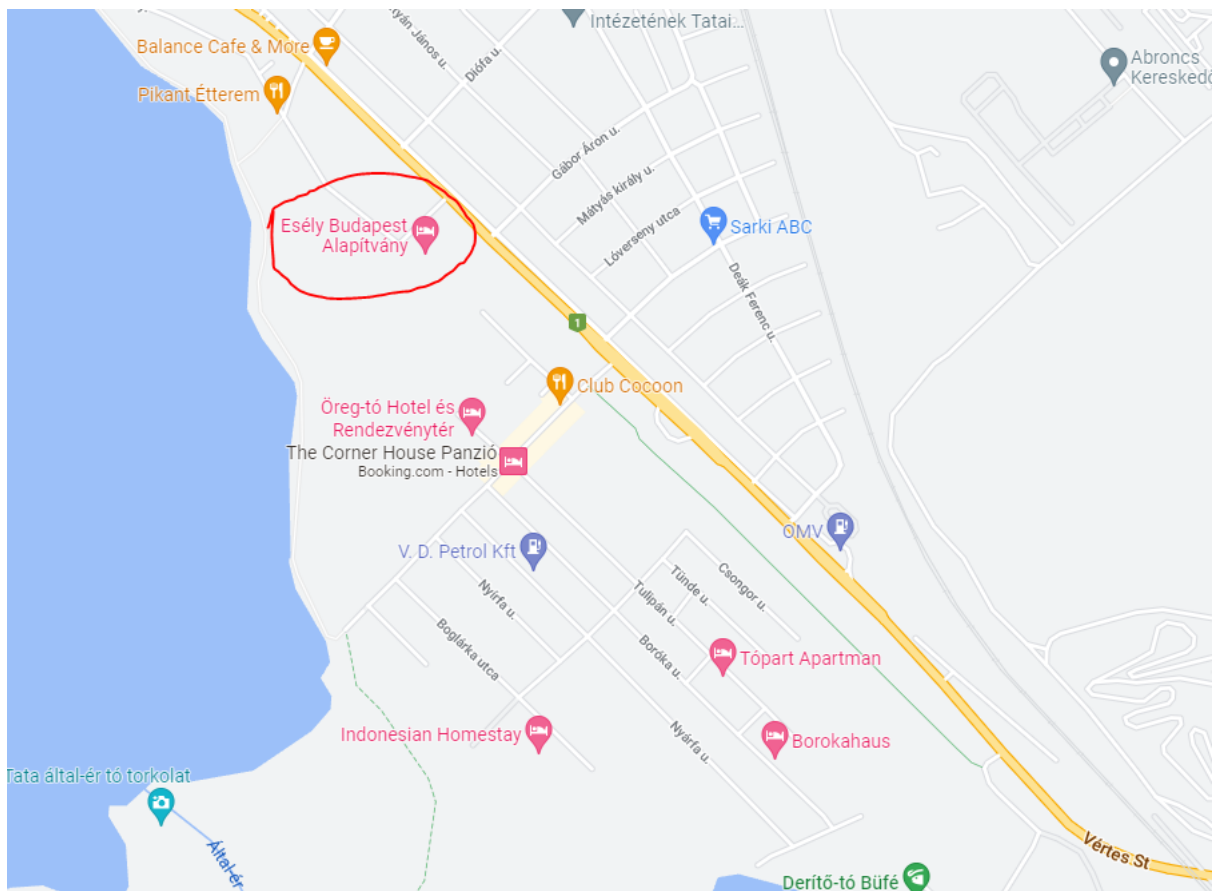 Intézetének Tatai...
Balance Cafe & More
Diófa u.
Pikant Étterem
Abroncs
Kereskedő
Gábor Áron u.
Mátyás király u.
Lóverseny utca
Esély Budapest
Alapítvány
Sarki ABC
Deák Ferenc u.
1
Club Cocoon
Öreg-tó Hotel és
Rendezvénytér
The Corner House Panzió
Booking.com - Hotels
OMV
V. D. Petrol Kft
Csongor u.
Tünde u.
Nyírfa u.
Tulipán u.
Boglárka utca
Boróka u.
Tópart Apartman
Indonesian Homestay
Nyárfa u.
Borokahaus
Tata által-ér tó torkolat
Által-ér
Vértes St
Derítő-tó Büfé